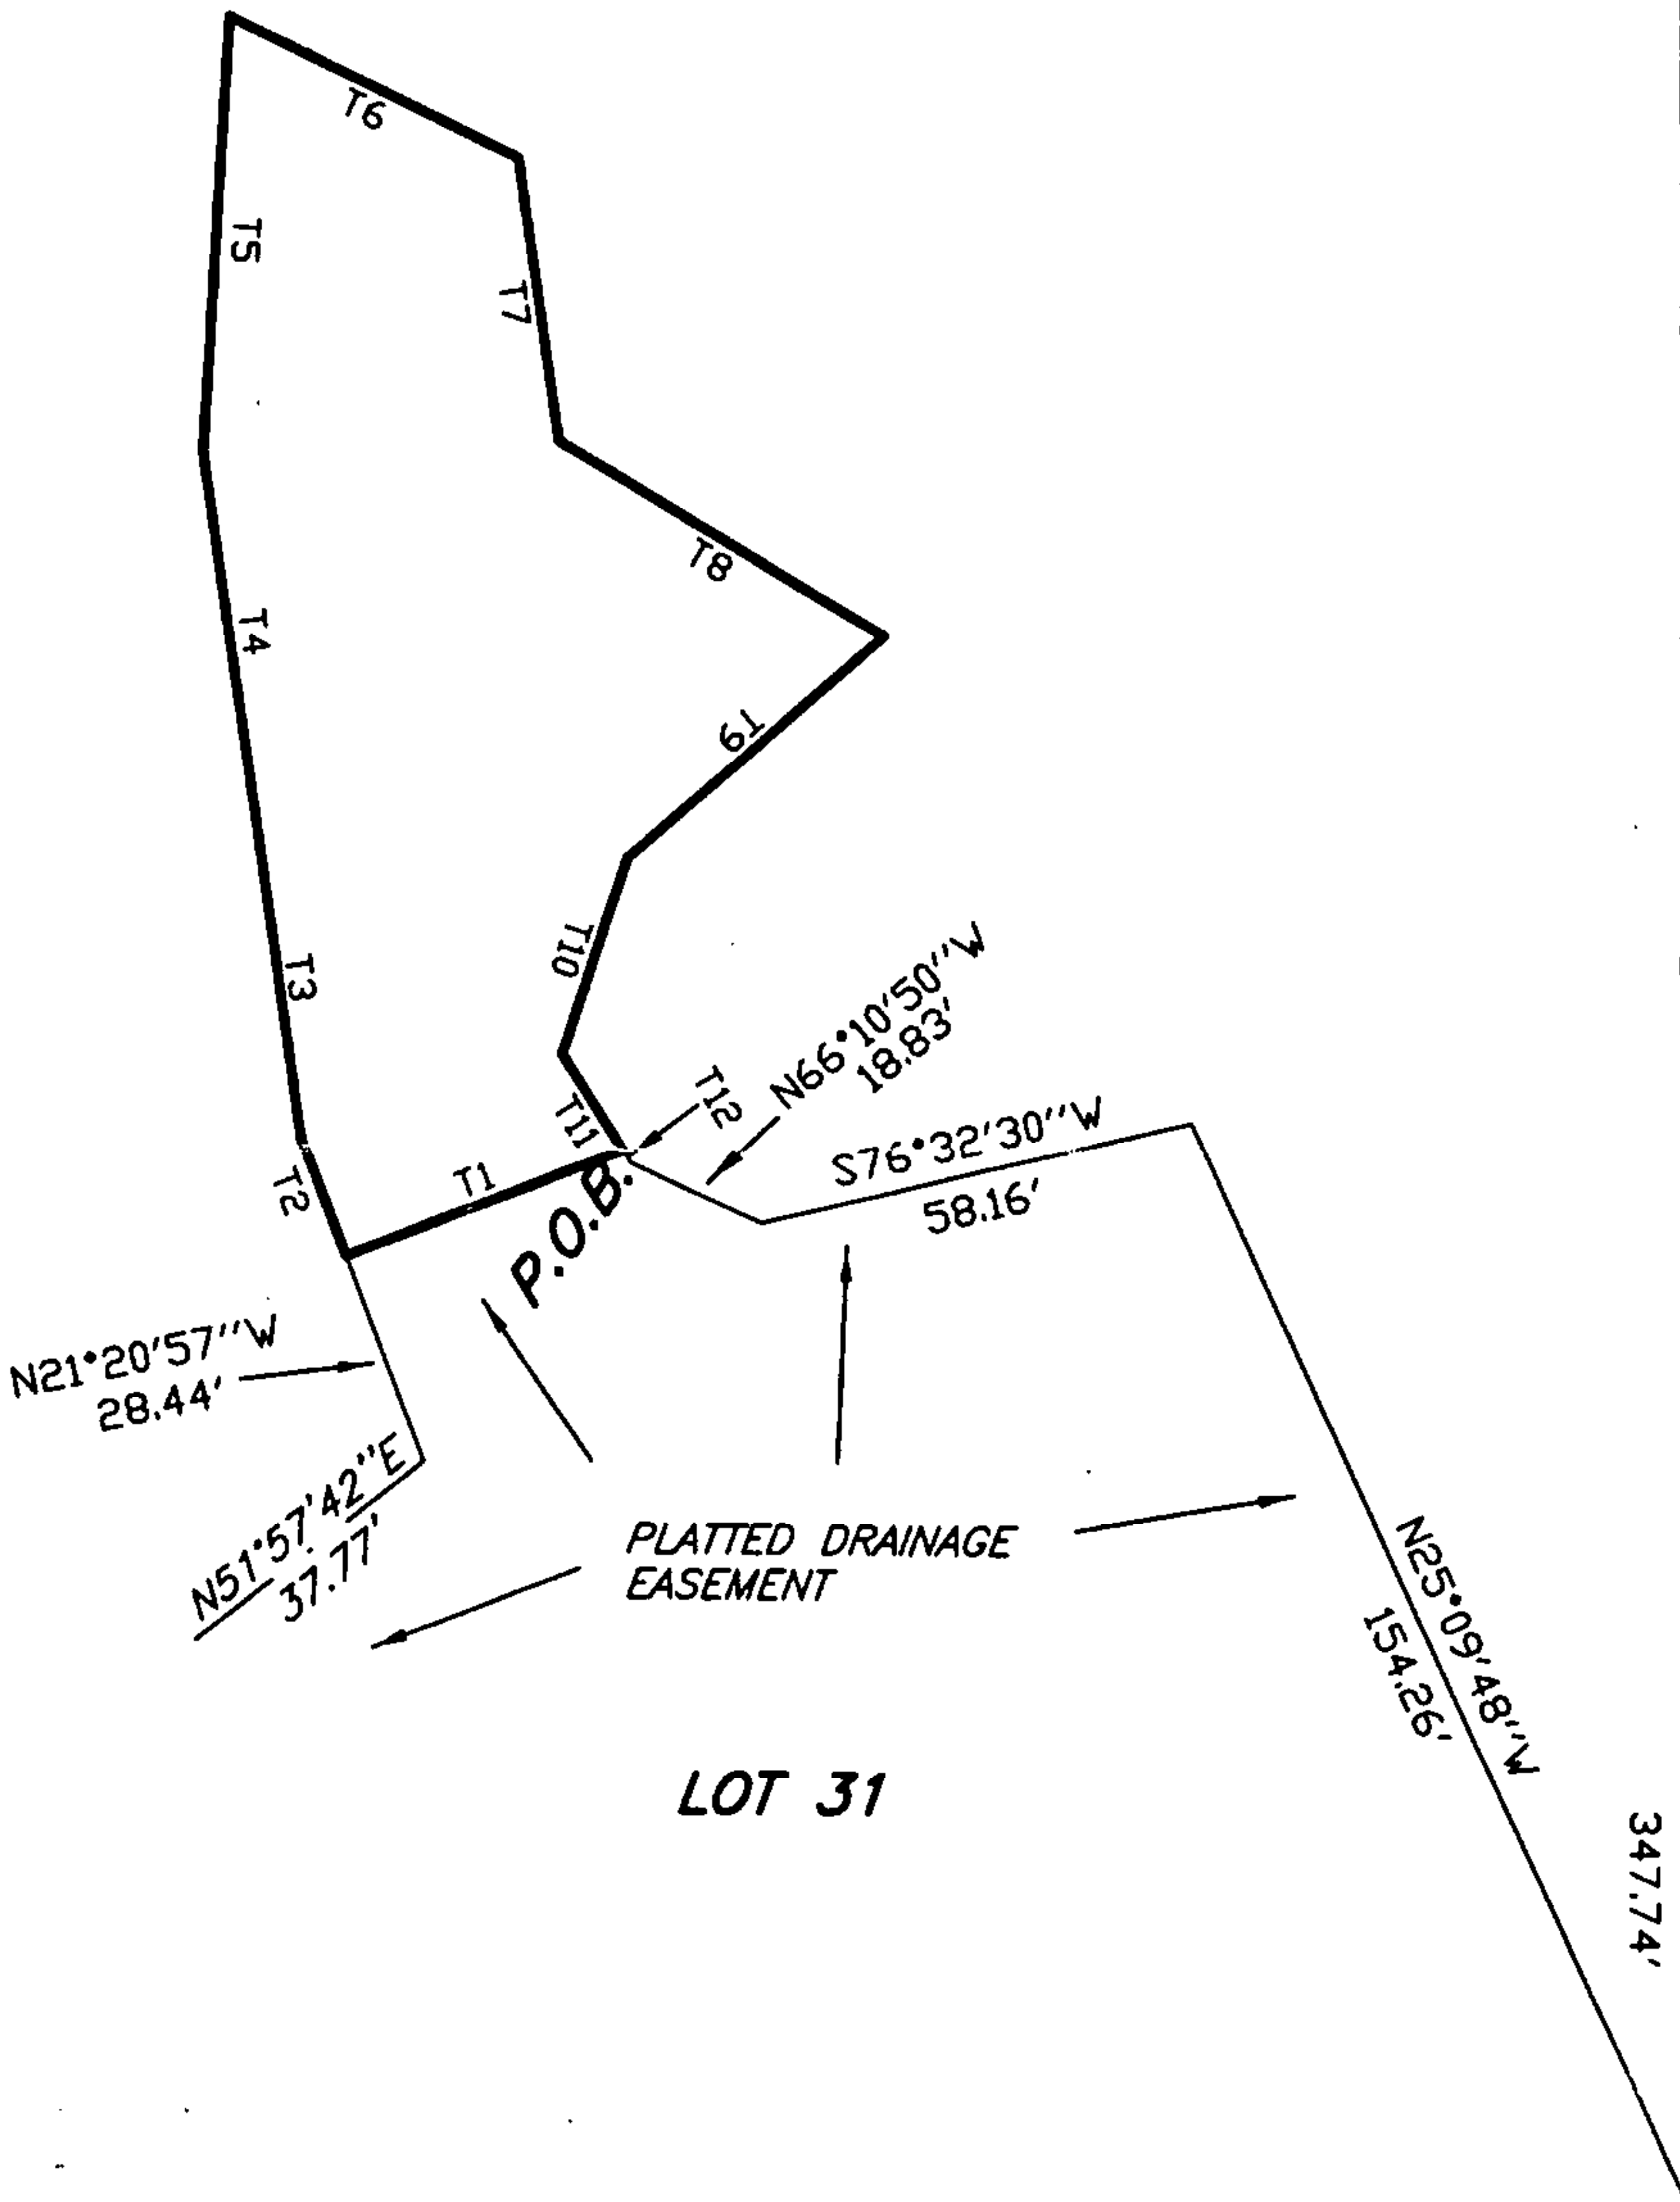 T6
T5
T7
T8
T4
T9
T10
T3
N66°10'50"W
18.83'
T12
T11
S76°32'30"W
58.16'
T1
T2
P.O.B.
N21°20'57"W
28.44'
N51°57'42"E
37.77'
PLATTED DRAINAGE
EASEMENT
N25°09'48"W
154.26'
LOT 31
347.74'